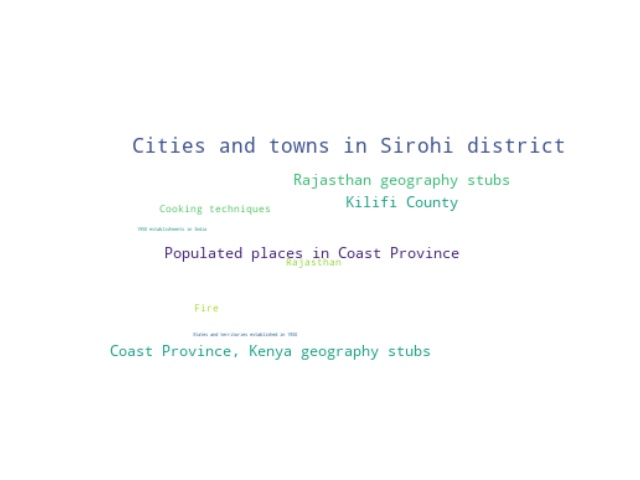 Cities and towns in Sirohi district
Rajasthan geography stubs
Kilifi County
Cooking techniques
1950 establishments in India
Populated places in Coast Province
Rajasthan
Fire
States and territories established in 1950
Coast Province, Kenya geography stubs